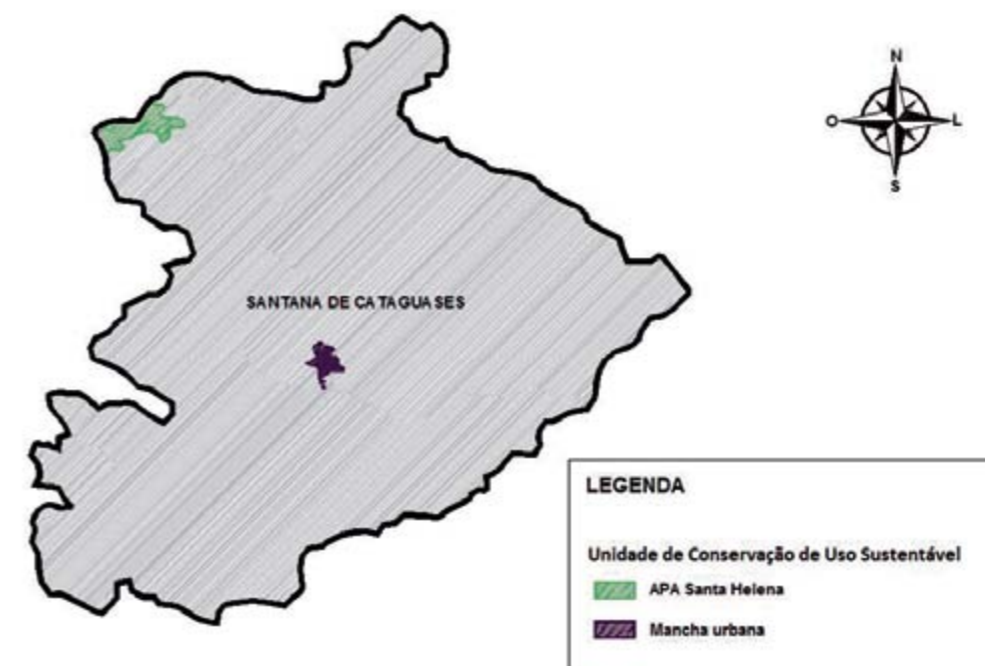 N
O L
S
SANTANA DE CATAGUASES
LEGENDA
Unidade de Conservação de Uso Sustentável
APA Santa Helena
Mancha urbana